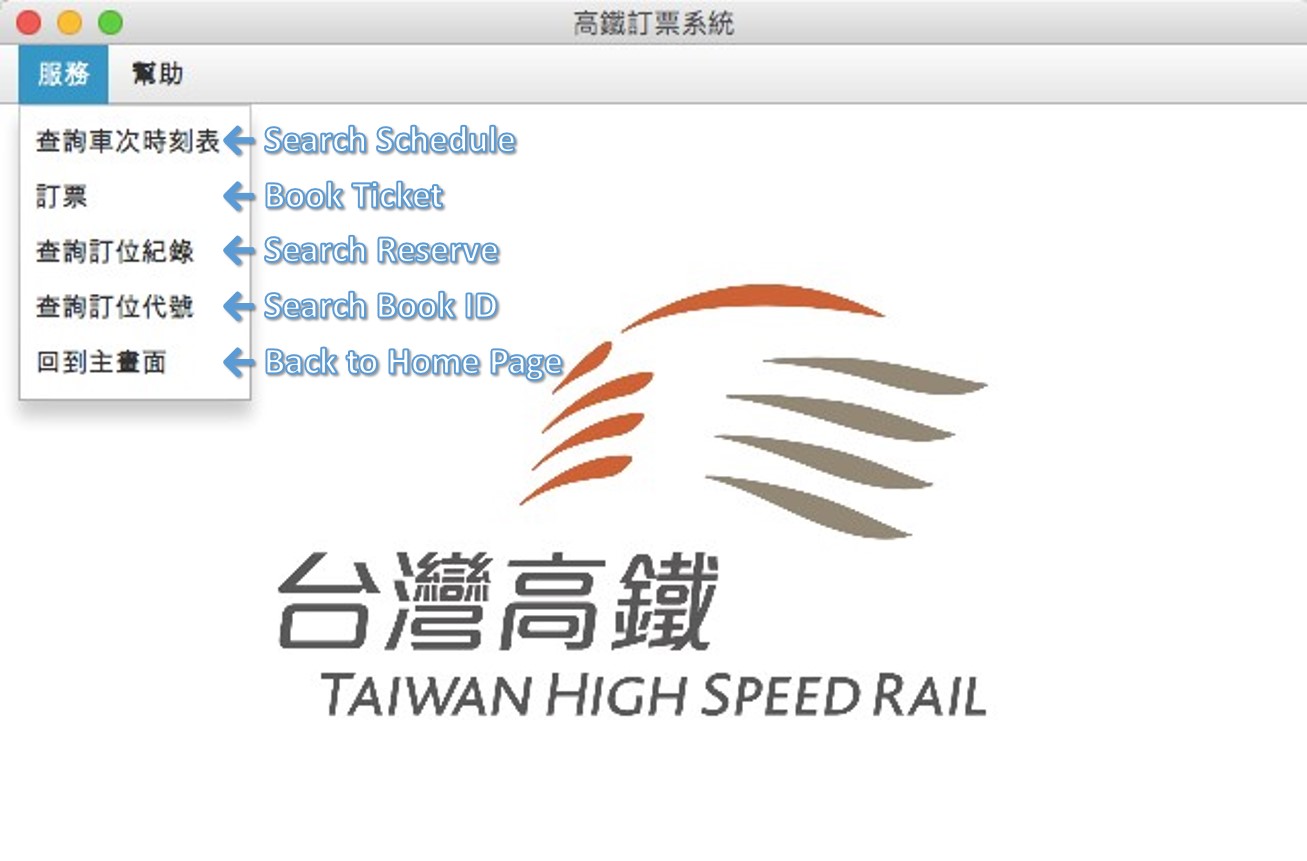 高鐵訂票系統
服務 幫助
查詢車次時刻表 ← Search Schedule
訂票 ← Book Ticket
查詢訂位紀錄 ← Search Reserve
查詢訂位代號 ← Search Book ID
回到主畫面 ← Back to Home Page
台灣高鐵
TAIWAN HIGH SPEED RAIL